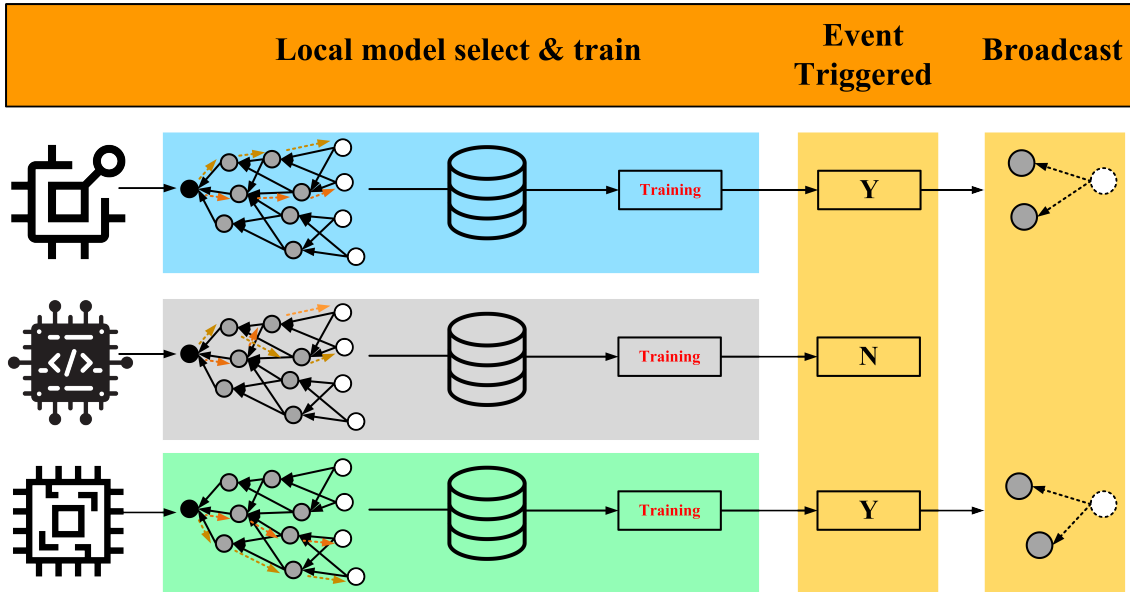 Local model select & train
Event
Triggered
Broadcast
Training
Y
</>
Training
N
Training
Y